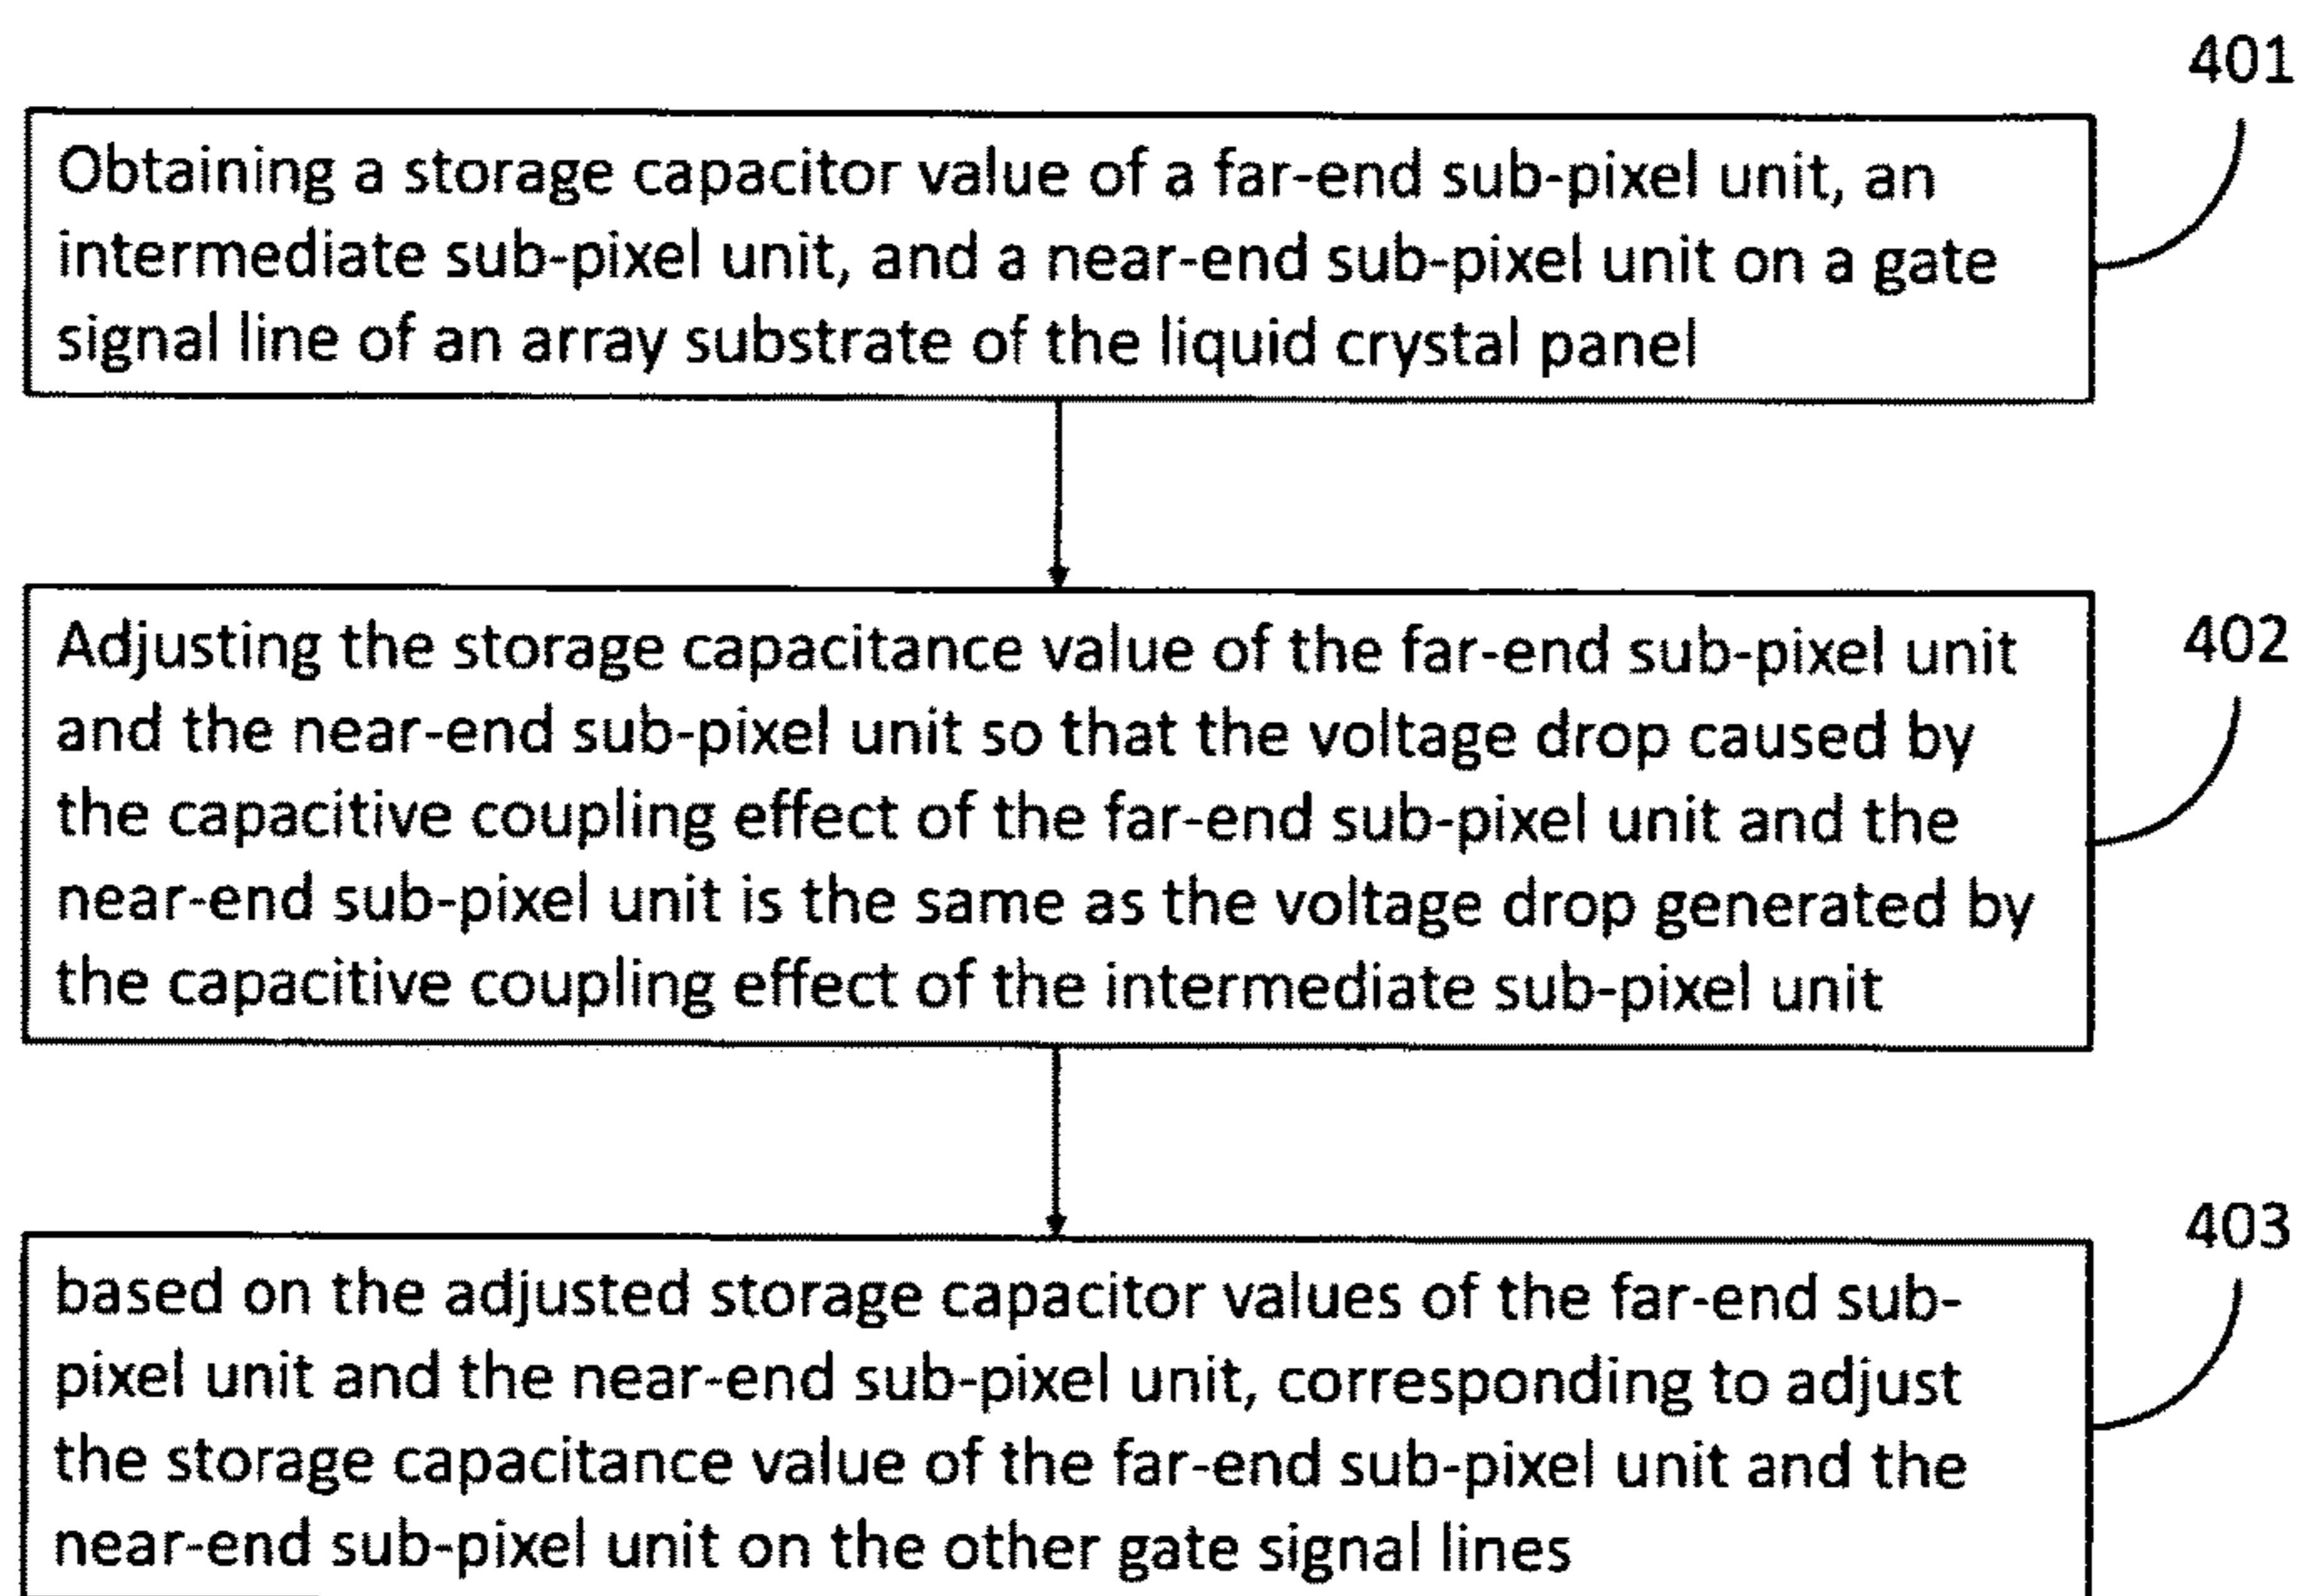 401
Obtaining a storage capacitor value of a far-end sub-pixel unit, an
intermediate sub-pixel unit, and a near-end sub-pixel unit on a gate
signal line of an array substrate of the liquid crystal panel
402
Adjusting the storage capacitance value of the far-end sub-pixel unit
and the near-end sub-pixel unit so that the voltage drop caused by
the capacitive coupling effect of the far-end sub-pixel unit and the
near-end sub-pixel unit is the same as the voltage drop generated by
the capacitive coupling effect of the intermediate sub-pixel unit
403
based on the adjusted storage capacitor values of the far-end sub-
pixel unit and the near-end sub-pixel unit, corresponding to adjust
the storage capacitance value of the far-end sub-pixel unit and the
near-end sub-pixel unit on the other gate signal lines